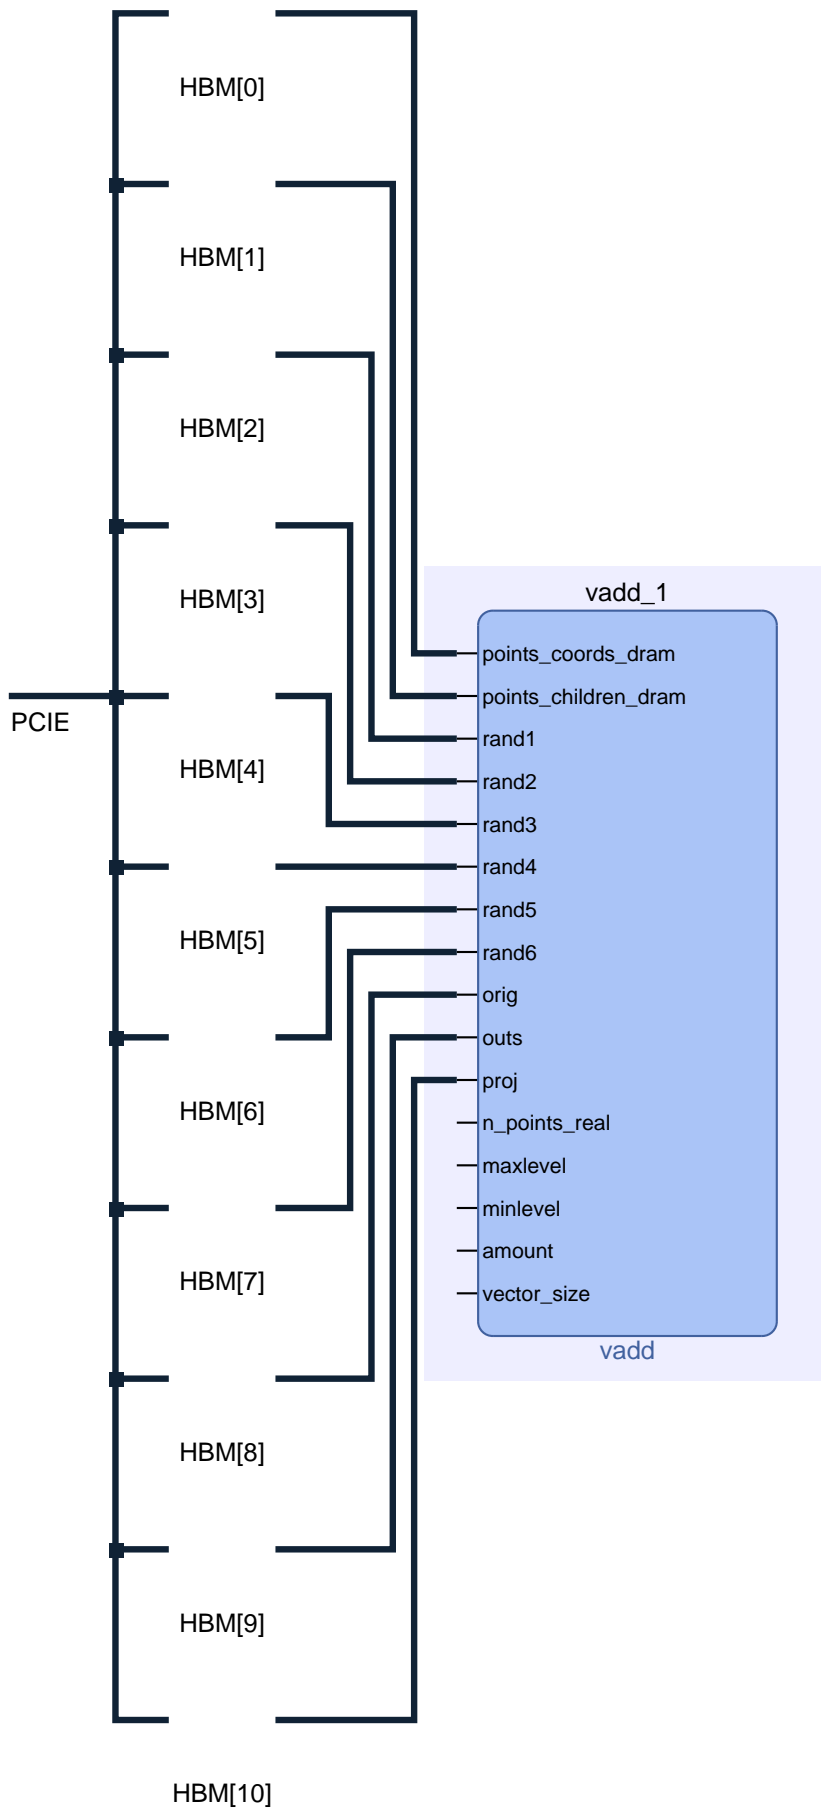 HBM[0]
HBM[1]
HBM[2]
HBM[3]
PCIE
HBM[4]
HBM[5]
HBM[6]
HBM[7]
HBM[8]
HBM[9]
HBM[10]
vadd_1
points_coords_dram
points_children_dram
rand1
rand2
rand3
rand4
rand5
rand6
orig
outs
proj
n_points_real
maxlevel
minlevel
amount
vector_size
vadd